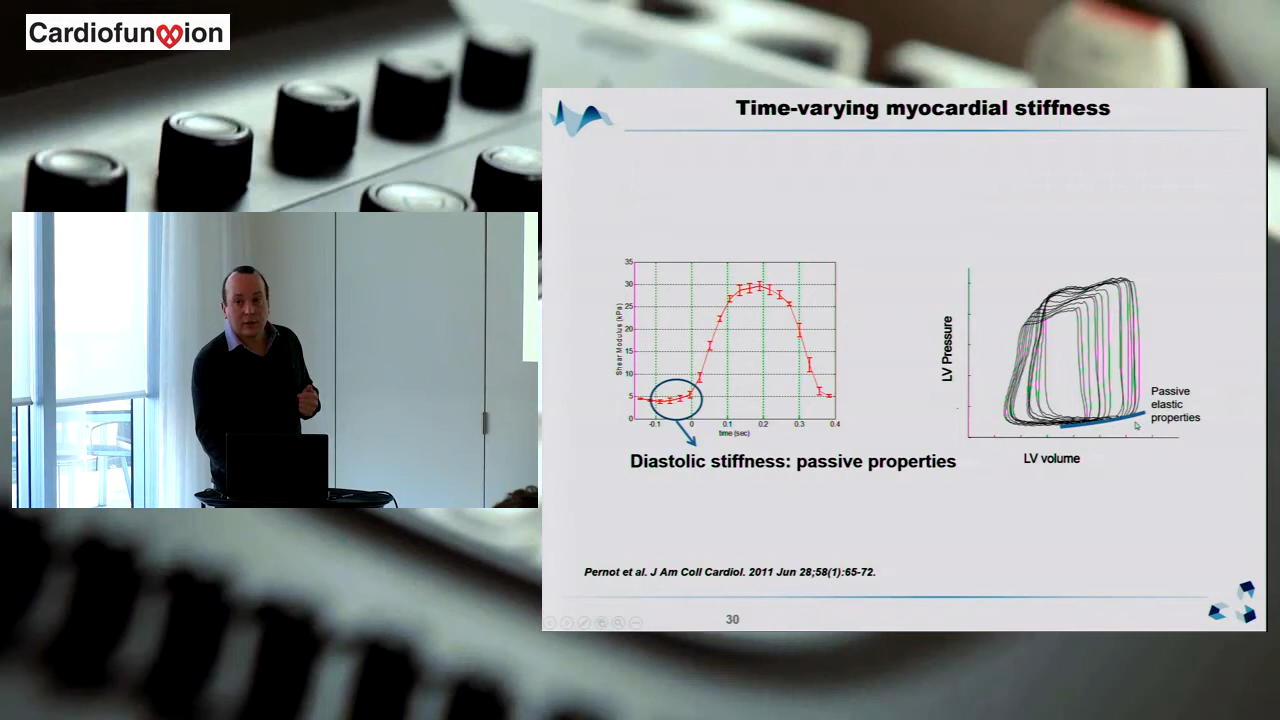 Cardiofunxion
Time-varying myocardial stiffness
35
30
25
20
15
10
5
0
Shear Modulus (kPa)
-0.1 0 0.1 0.2 0.3 0.4
time (sec)
Diastolic stiffness: passive properties
LV Pressure
LV volume
Passive
elastic
properties
Pernot et al. J Am Coll Cardiol. 2011 Jun 28;58(1):65-72.
30